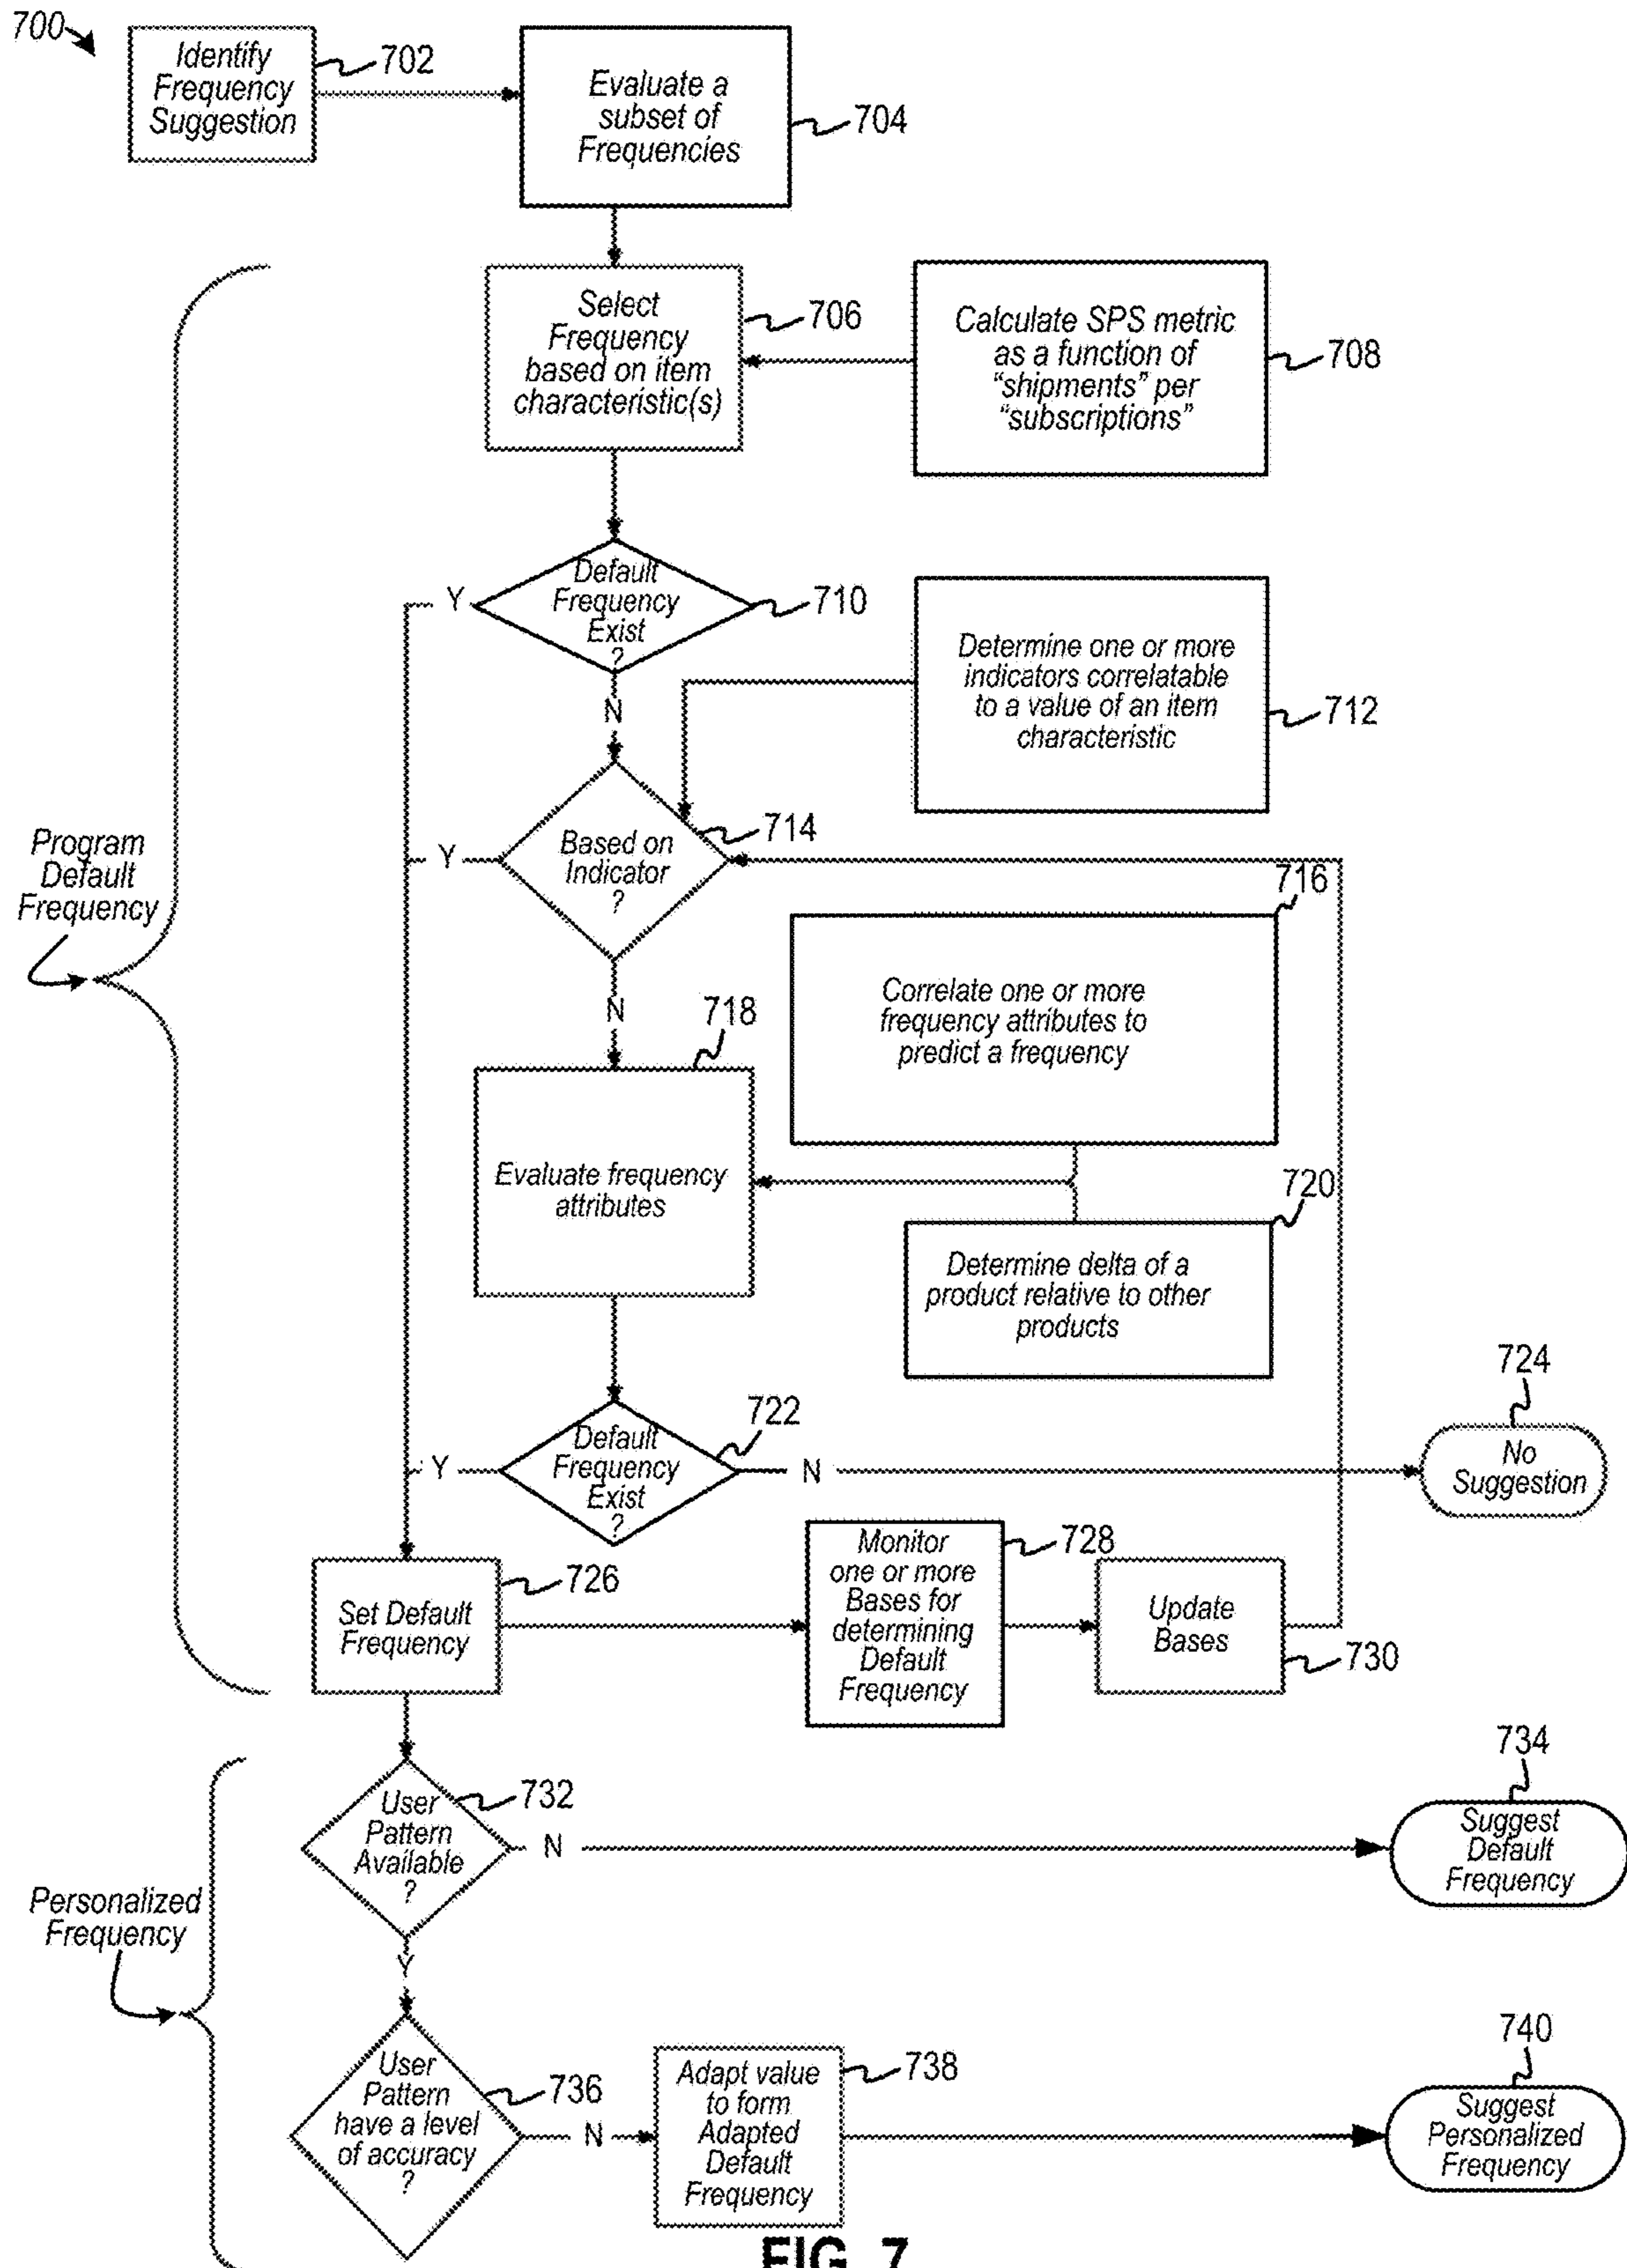 700
Identify
Frequency
Suggestion
702
Evaluate a
subset of
Frequencies
704
Select
Frequency
based on item
characteristic(s)
706
Calculate SPS metric
as a function of
“shipments” per
“subscriptions”
708
Default
Frequency
Exist
?
710
Y
N
Determine one or more
indicators correlatable
to a value of an item
characteristic
712
Based on
Indicator
?
714
Y
N
Program
Default
Frequency
716
Correlate one or more
frequency attributes to
predict a frequency
718
Evaluate frequency
attributes
720
Determine delta of a
product relative to other
products
722
Default
Frequency
Exist
?
Y
N
724
No
Suggestion
Set Default
Frequency
726
Monitor
one or more
Bases for
determining
Default
Frequency
728
Update
Bases
730
User
Pattern
Available
?
732
N
Y
734
Suggest
Default
Frequency
Personalized
Frequency
User
Pattern
have a level
of accuracy
?
736
N
Adapt value
to form
Adapted
Default
Frequency
738
740
Suggest
Personalized
Frequency
FIG. 7